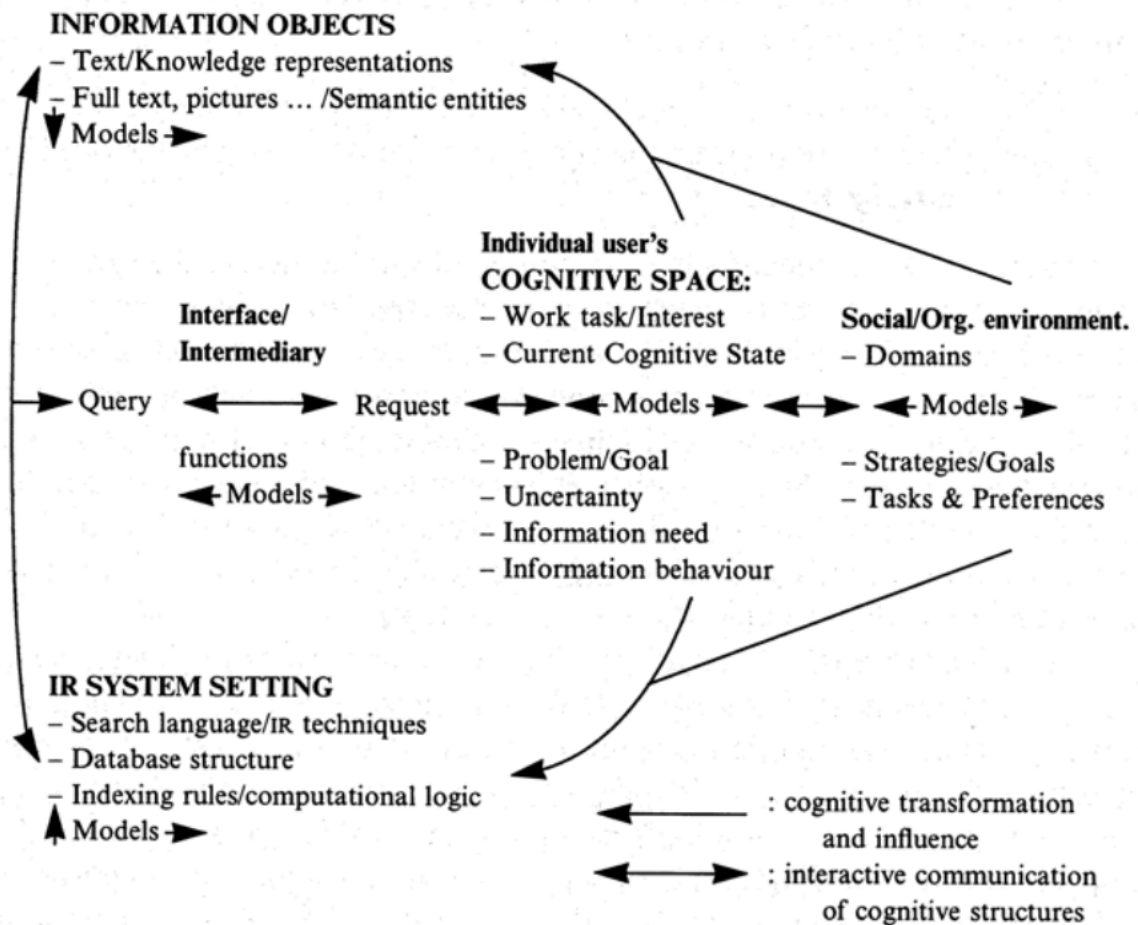 INFORMATION OBJECTS
– Text/Knowledge representations
– Full text, pictures ... /Semantic entities
Models
Individual user's
COGNITIVE SPACE:
– Work task/Interest
– Current Cognitive State
Interface/
Intermediary
Social/Org. environment.
– Domains
Query
Request
Models
Models
functions
Models
– Problem/Goal
– Uncertainty
– Information need
– Information behaviour
– Strategies/Goals
– Tasks & Preferences
IR SYSTEM SETTING
– Search language/IR techniques
– Database structure
– Indexing rules/computational logic
Models
: cognitive transformation
and influence
: interactive communication
of cognitive structures